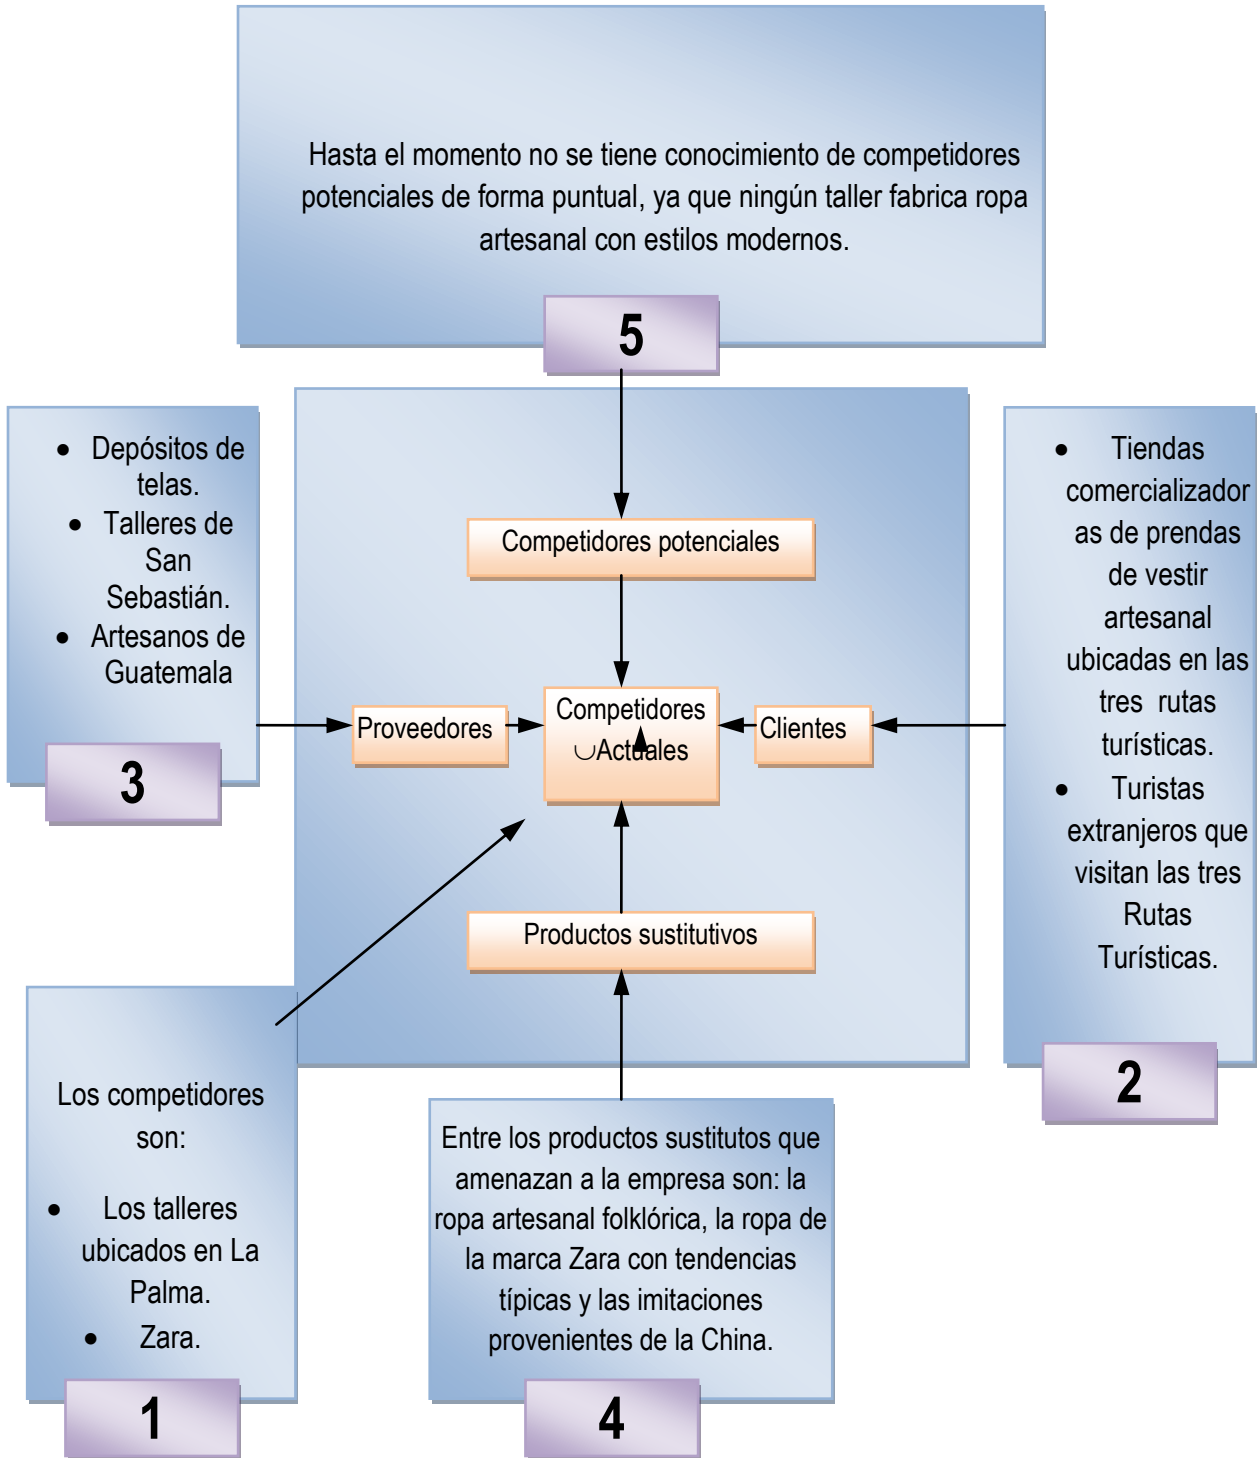 Hasta el momento no se tiene conocimiento de competidores
potenciales de forma puntual, ya que ningún taller fabrica ropa
artesanal con estilos modernos.
5
• Depósitos de
telas.
• Talleres de
San
Sebastián.
• Artesanos de
Guatemala
3
Competidores potenciales
Proveedores
Competidores
∪Actuales
Clientes
Productos sustitutivos
• Tiendas
comercializador
as de prendas
de vestir
artesanal
ubicadas en las
tres rutas
turísticas.
• Turistas
extranjeros que
visitan las tres
Rutas
Turísticas.
2
Los competidores
son:
• Los talleres
ubicados en La
Palma.
• Zara.
1
Entre los productos sustitutos que
amenazan a la empresa son: la
ropa artesanal folklórica, la ropa de
la marca Zara con tendencias
típicas y las imitaciones
provenientes de la China.
4